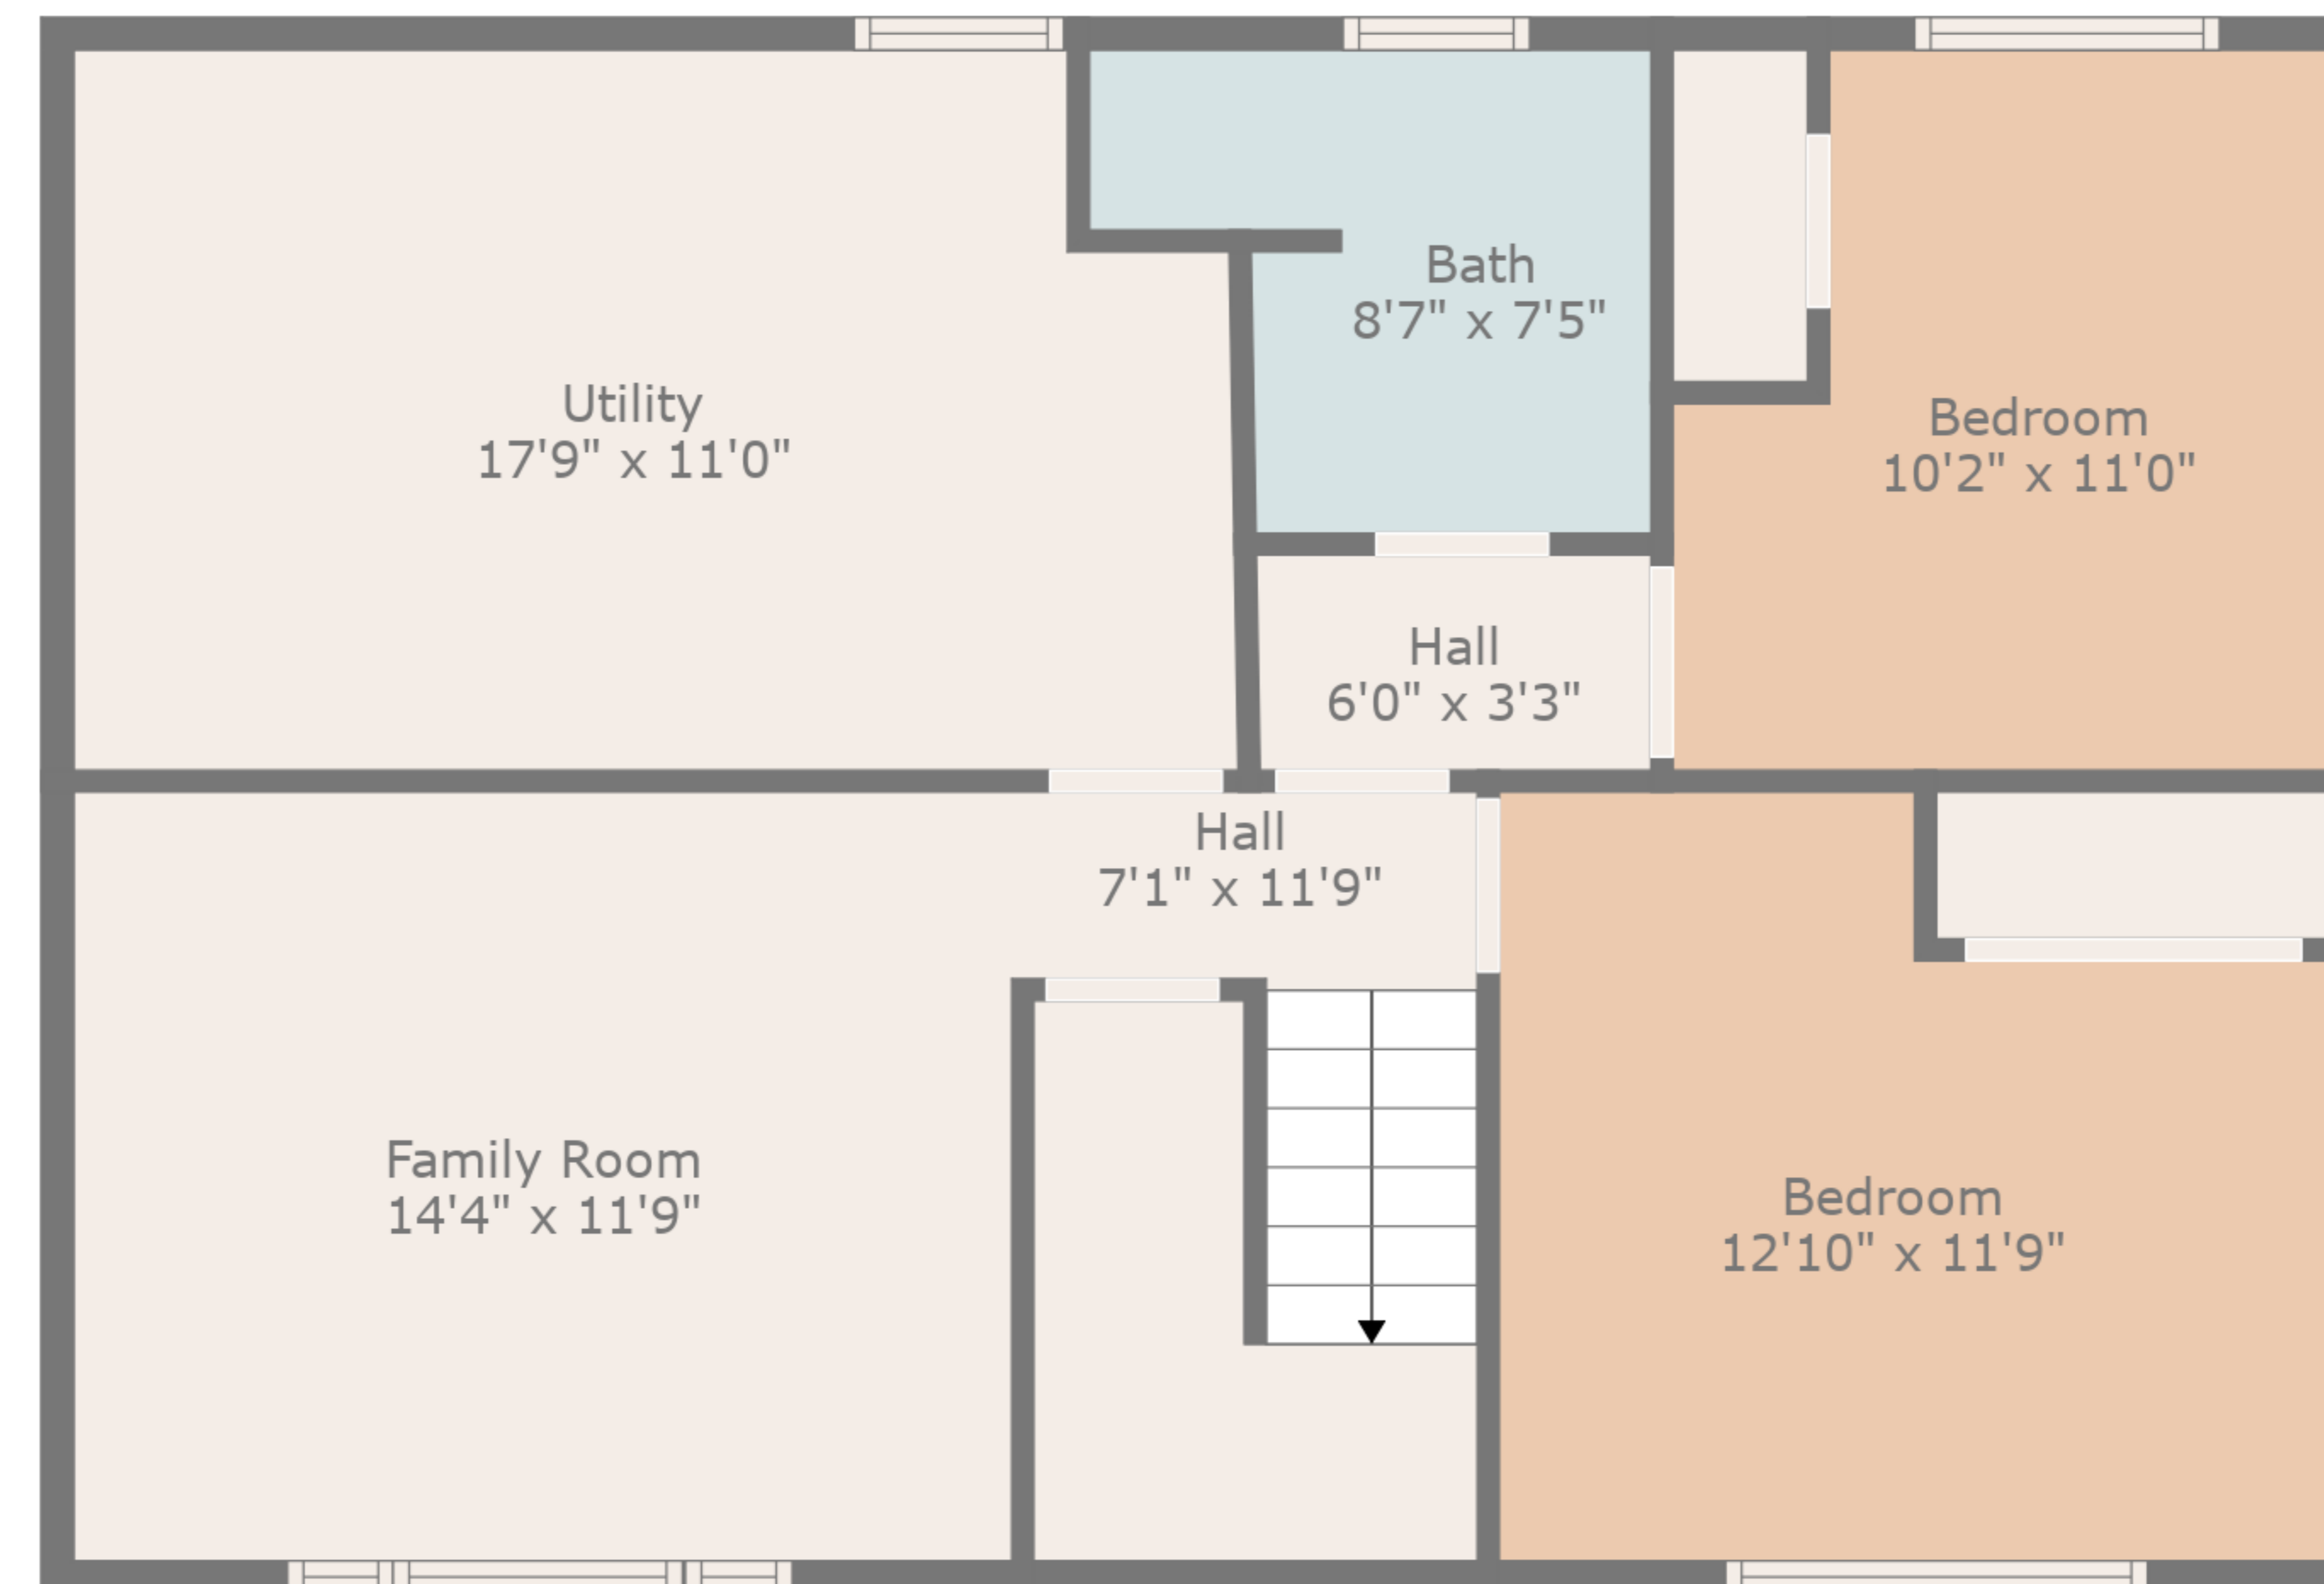 Bath
8'7" x 7'5"
Utility
17'9" x 11'0"
Bedroom
10'2" x 11'0"
Hall
6'0" x 3'3"
Hall
7'1" x 11'9"
Family Room
14'4" x 11'9"
Bedroom
12'10" x 11'9"